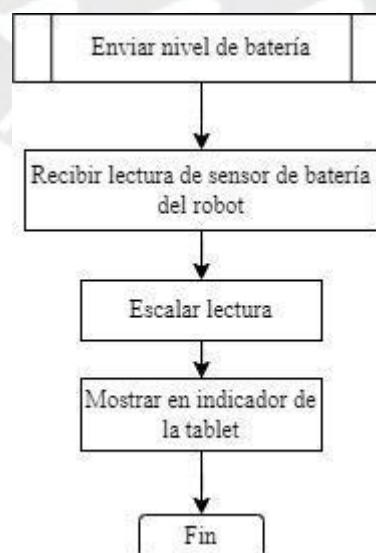 Enviar nivel de batería
Recibir lectura de sensor de batería
del robot
Escalar lectura
Mostrar en indicador de
la tablet
Fin